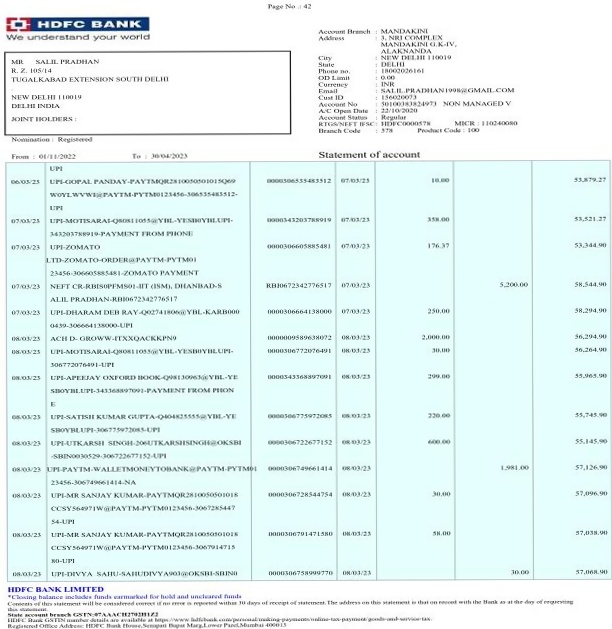 Page No .: 42
HDFC BANK
We understand your world
MR SALIL PRADHAN
R. Z. 105/14
TUGALKABAD EXTENSION SOUTH DELHI
NEW DELHI 110019
DELHI INDIA
JOINT HOLDERS :
Nomination : Registered
Account Branch : MANDAKINI
Address : 3, NRI COMPLEX
MANDAKINI G.K-IV,
ALAKNANDA
City : NEW DELHI 110019
State : DELHI
Phone no. : 18002026161
OD Limit : 0.00
Currency : INR
Email : SALIL.PRADHAN1998@GMAIL.COM
Cust ID : 156020073
Account No : 50100383824973 NON MANAGED V
A/C Open Date : 22/10/2020
Account Status : Regular
RTGS/NEFT IFSC: HDFC0000578 MICR : 110240080
Branch Code : 578 Product Code : 100
From : 01/11/2022 To : 30/04/2023 Statement of account
UPI
06/03/23 UPI-GOPAL PANDAY-PAYTMQR2810050501015Q69 0000306535483512 07/03/23 10.00 53,879.27
W0YLWVWI@PAYTM-PYTM0123456-306535483512-
UPI
07/03/23 UPI-MOTISARAI-Q80811055@YBL-YESB0YBLUPI- 0000343203788919 07/03/23 358.00 53,521.27
343203788919-PAYMENT FROM PHONE
07/03/23 UPI-ZOMATO 0000306605885481 07/03/23 176.37 53,344.90
LTD-ZOMATO-ORDER@PAYTM-PYTM01
23456-306605885481-ZOMATO PAYMENT
07/03/23 NEFT CR-RBIS0PFMS01-IIT (ISM), DHANBAD-S RBI0672342776517 07/03/23 5,200.00 58,544.90
ALIL PRADHAN-RBI0672342776517
07/03/23 UPI-DHARAM DEB RAY-Q02741806@YBL-KARB000 0000306664138000 07/03/23 250.00 58,294.90
0439-306664138000-UPI
08/03/23 ACH D- GROWW-ITXXQACKKPN9 0000009589638072 08/03/23 2,000.00 56,294.90
08/03/23 UPI-MOTISARAI-Q80811055@YBL-YESB0YBLUPI- 0000306772076491 08/03/23 30.00 56,264.90
306772076491-UPI
08/03/23 UPI-APEEJAY OXFORD BOOK-Q98130963@YBL-YE 0000343368897091 08/03/23 299.00 55,965.90
SB0YBLUPI-343368897091-PAYMENT FROM PHON
E
08/03/23 UPI-SATISH KUMAR GUPTA-Q404825555@YBL-YE 0000306775972085 08/03/23 220.00 55,745.90
SB0YBLUPI-306775972085-UPI
08/03/23 UPI-UTKARSH SINGH-206UTKARSHSINGH@OKSBI 0000306722677152 08/03/23 600.00 55,145.90
-SBIN0030529-306722677152-UPI
08/03/23 UPI-PAYTM-WALLETMONEYTOBANK@PAYTM-PYTM01 0000306749661414 08/03/23 1,981.00 57,126.90
23456-306749661414-NA
08/03/23 UPI-MR SANJAY KUMAR-PAYTMQR2810050501018 0000306728544754 08/03/23 30.00 57,096.90
CCSY564971W@PAYTM-PYTM0123456-3067285447
54-UPI
08/03/23 UPI-MR SANJAY KUMAR-PAYTMQR2810050501018 0000306791471580 08/03/23 58.00 57,038.90
CCSY564971W@PAYTM-PYTM0123456-3067914715
80-UPI
08/03/23 UPI-DIVYA SAHU-SAHUDIVYA903@OKSBI-SBIN0 0000306758999770 08/03/23 30.00 57,068.90
HDFC BANK LIMITED
*Closing balance includes funds earmarked for hold and uncleared funds
Contents of this statement will be considered correct if no error is reported within 30 days of receipt of statement.The address on this statement is that on record with the Bank as at the day of requesting
this statement.
State account branch GSTN:07AAACH2702H1Z2
HDFC Bank GSTIN number details are available at https://www.hdfcbank.com/personal/making-payments/online-tax-payment/goods-and-service-tax.
Registered Office Address: HDFC Bank House,Senapati Bapat Marg,Lower Parel,Mumbai 400013